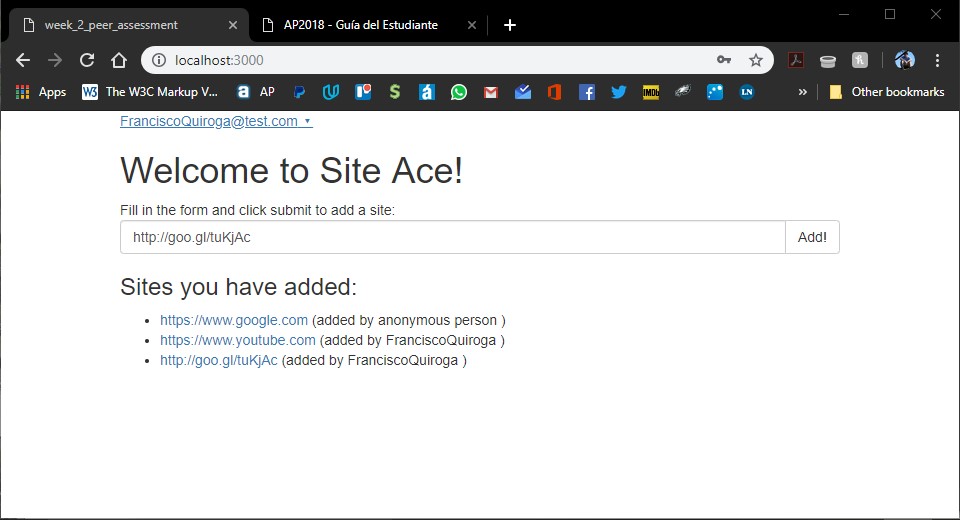 week_2_peer_assessment
AP2018 - Guía del Estudiante
localhost:3000
Apps
W3 The W3C Markup V...
a AP
IMDb
LN
» Other bookmarks
FranciscoQuiroga@test.com
Welcome to Site Ace!
Fill in the form and click submit to add a site:
http://goo.gl/tuKjAc Add!
Sites you have added:
• https://www.google.com (added by anonymous person )
• https://www.youtube.com (added by FranciscoQuiroga )
• http://goo.gl/tuKjAc (added by FranciscoQuiroga )